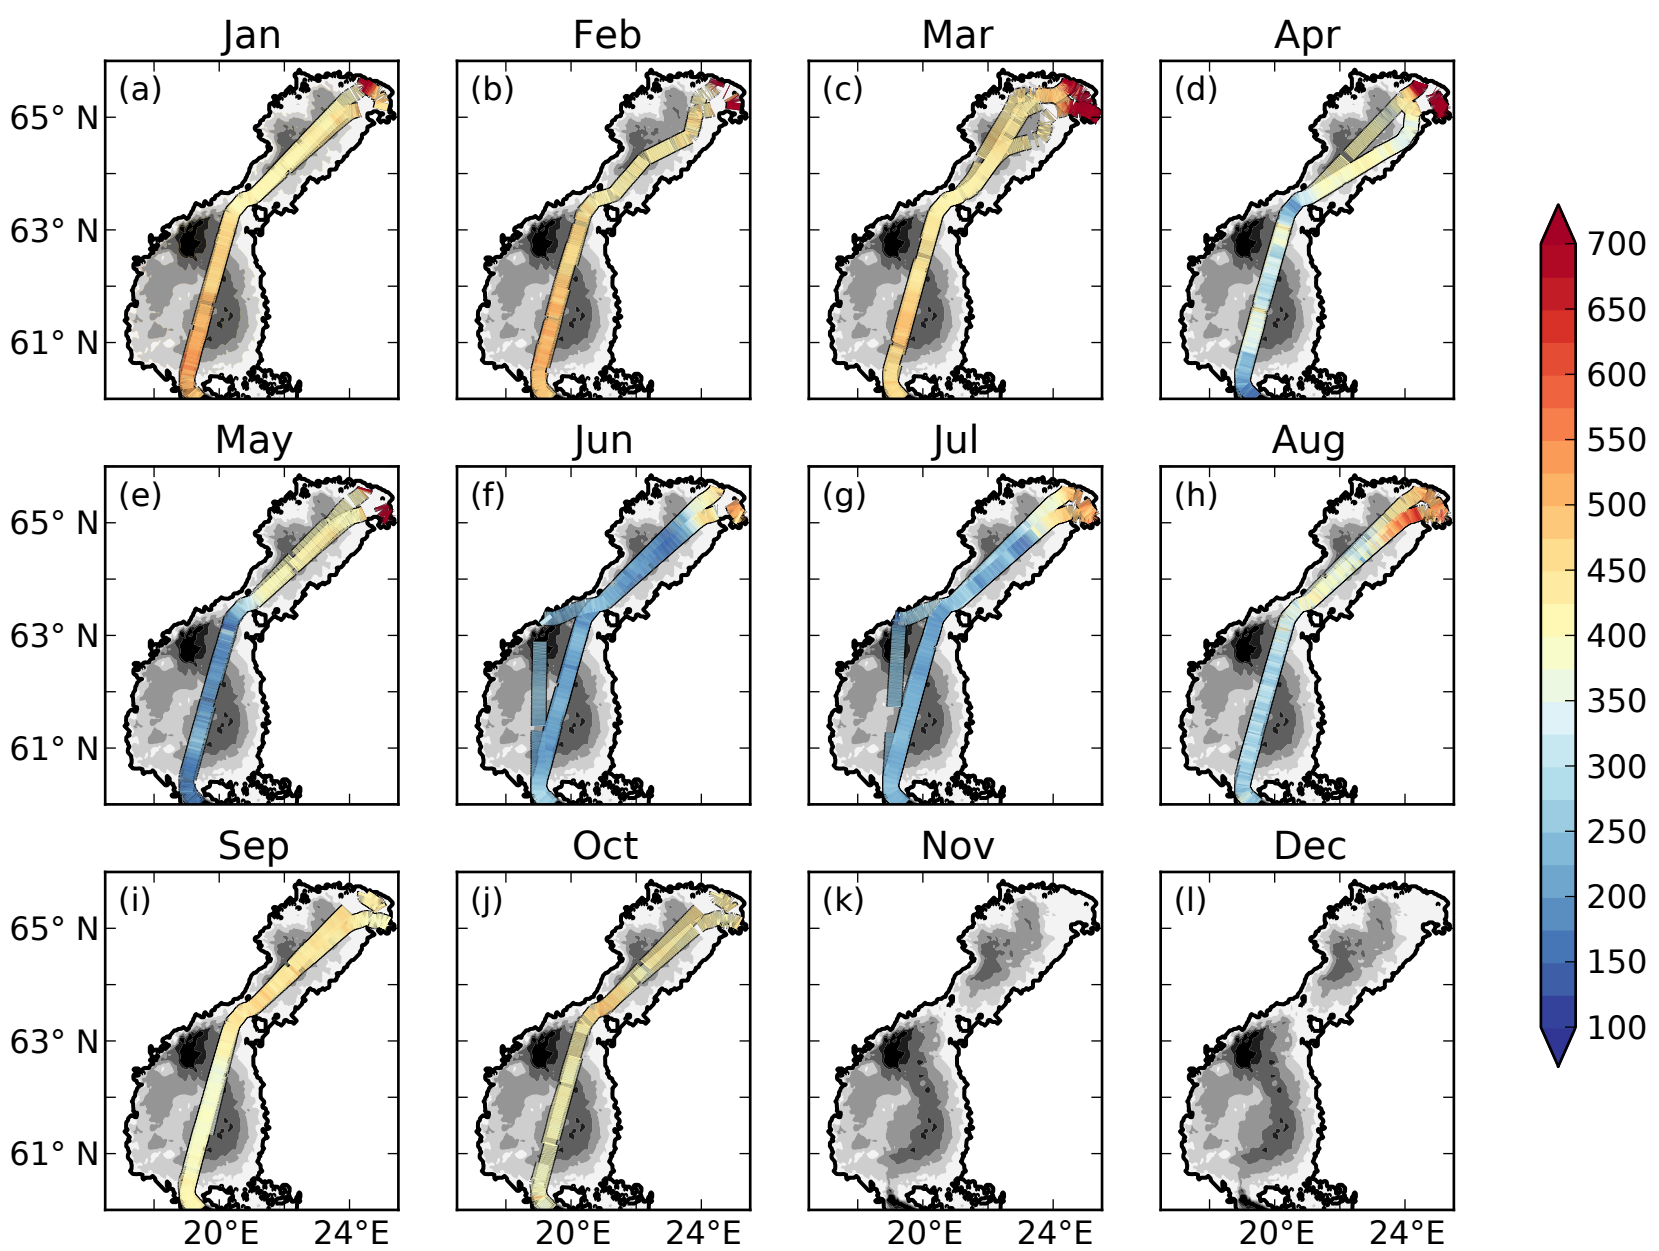 Jan Feb Mar Apr
(a) (b) (c) (d)
65° N
63° N
61° N
May Jun Jul Aug
(e) (f) (g) (h)
65° N
63° N
61° N
Sep Oct Nov Dec
(i) (j) (k) (l)
65° N
63° N
61° N
20°E 24°E 20°E 24°E 20°E 24°E 20°E 24°E
700
650
600
550
500
450
400
350
300
250
200
150
100